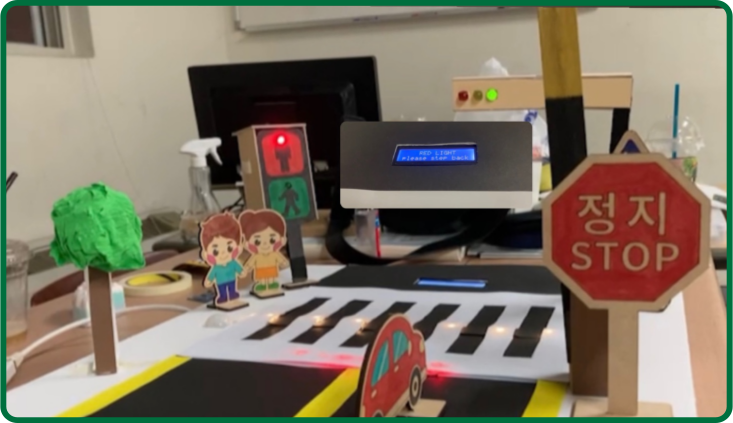 RED LIGHT
Please step back
정지
STOP